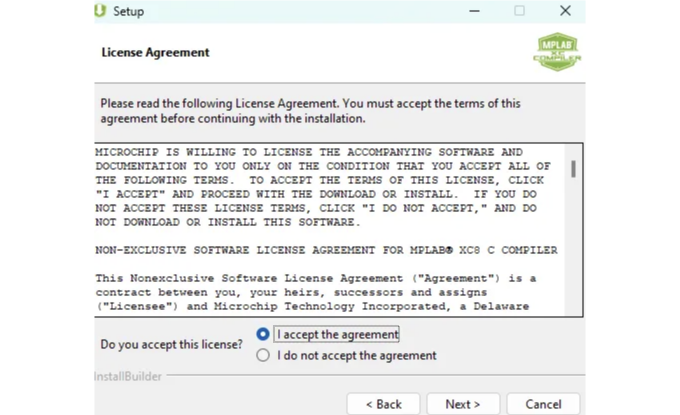 Setup
License Agreement
MPLAB
XC
COMPILER
Please read the following License Agreement. You must accept the terms of this
agreement before continuing with the installation.
MICROCHIP IS WILLING TO LICENSE THE ACCOMPANYING SOFTWARE AND
DOCUMENTATION TO YOU ONLY ON THE CONDITION THAT YOU ACCEPT ALL OF
THE FOLLOWING TERMS.  TO ACCEPT THE TERMS OF THIS LICENSE, CLICK
"I ACCEPT" AND PROCEED WITH THE DOWNLOAD OR INSTALL.  IF YOU DO
NOT ACCEPT THESE LICENSE TERMS, CLICK "I DO NOT ACCEPT," AND DO
NOT DOWNLOAD OR INSTALL THIS SOFTWARE.
NON-EXCLUSIVE SOFTWARE LICENSE AGREEMENT FOR MPLAB® XC8 C COMPILER
This Nonexclusive Software License Agreement ("Agreement") is a
contract between you, your heirs, successors and assigns
("Licensee") and Microchip Technology Incorporated, a Delaware
Do you accept this license?
I accept the agreement
I do not accept the agreement
InstallBuilder
< Back
Next >
Cancel